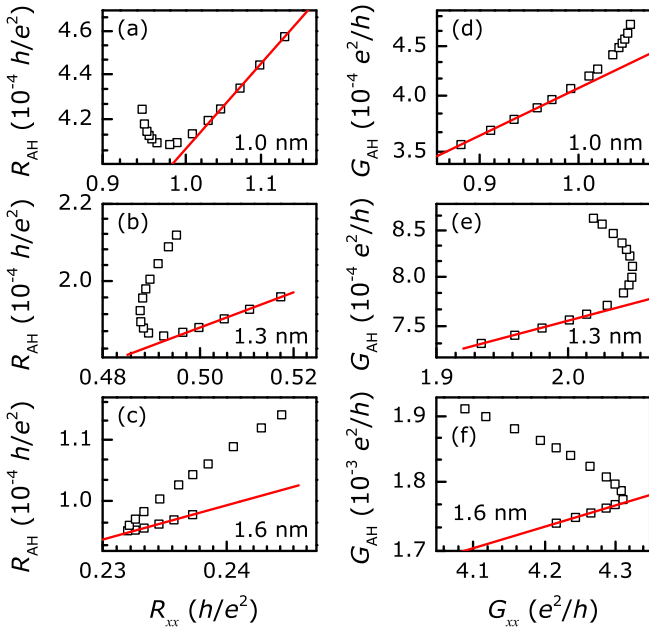 (a)
4.6
4.4
4.2
R_AH (10^-4 h/e^2)
1.0 nm
0.9 1.0 1.1
(d)
4.5
4.0
3.5
G_AH (10^-4 e^2/h)
1.0 nm
0.9 1.0
(b)
2.2
2.0
R_AH (10^-4 h/e^2)
1.3 nm
0.48 0.50 0.52
(e)
8.5
8.0
7.5
G_AH (10^-4 e^2/h)
1.3 nm
1.9 2.0
(c)
1.1
1.0
R_AH (10^-4 h/e^2)
1.6 nm
0.23 0.24
R_xx (h/e^2)
(f)
1.9
1.8
1.7
G_AH (10^-3 e^2/h)
1.6 nm
4.1 4.2 4.3
G_xx (e^2/h)